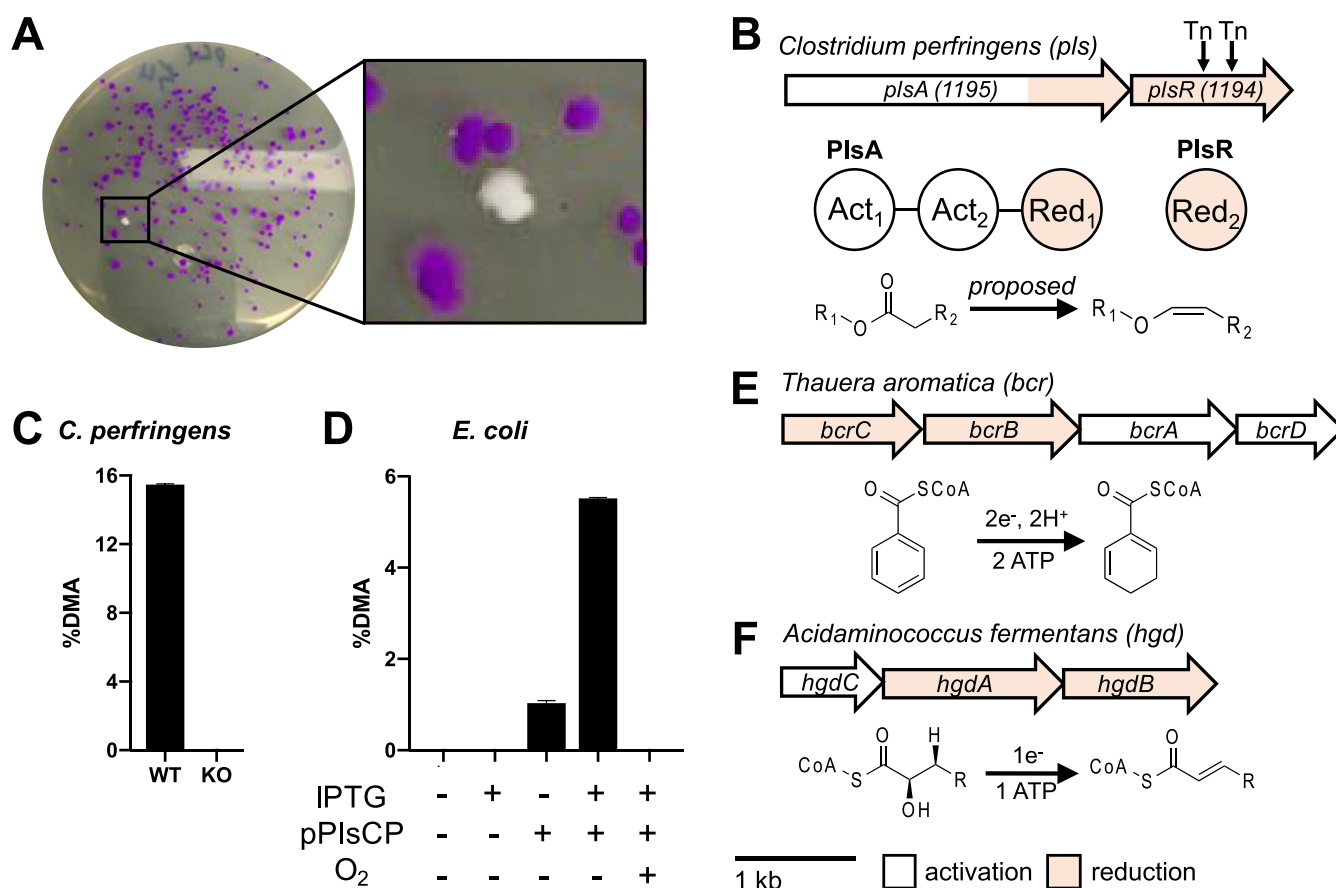 A
B
Clostridium perfringens (pls)
Tn Tn
plsA (1195)
plsR (1194)
PlsA
PlsR
Act1
Act2
Red1
Red2
R1
O
O
R2
proposed
R1
O
R2
C
C. perfringens
%DMA
16
12
8
4
0
WT KO
D
E. coli
%DMA
6
4
2
0
IPTG - + - + +
pPlsCP - - + + +
O2 - - - - +
E
Thauera aromatica (bcr)
bcrC
bcrB
bcrA
bcrD
O SCoA
2e-, 2H+
2 ATP
O SCoA
F
Acidaminococcus fermentans (hgd)
hgdC
hgdA
hgdB
O H
CoA S R
OH
1e-
1 ATP
O
CoA S R
1 kb
activation
reduction